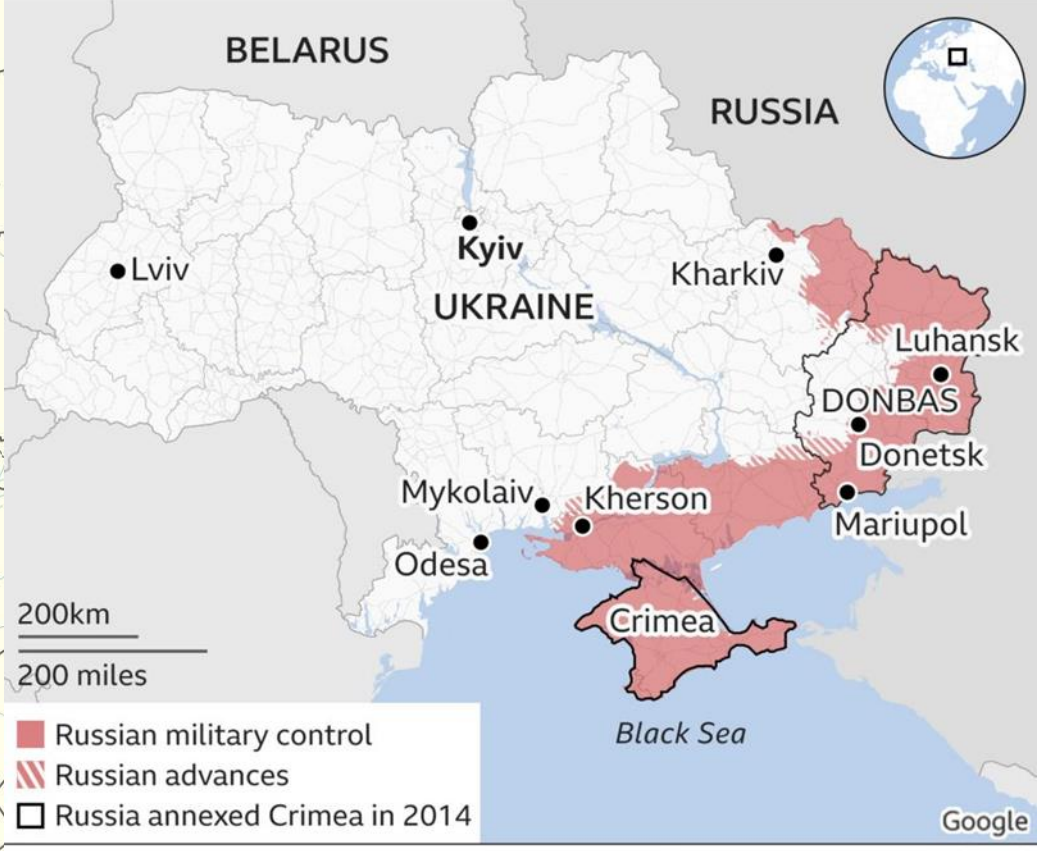 BELARUS
RUSSIA
Kyiv
Lviv
Kharkiv
UKRAINE
Luhansk
DONBAS
Donetsk
Mykolaiv
Kherson
Mariupol
Odesa
200km
Crimea
200 miles
Russian military control
Black Sea
Russian advances
Russia annexed Crimea in 2014
Google